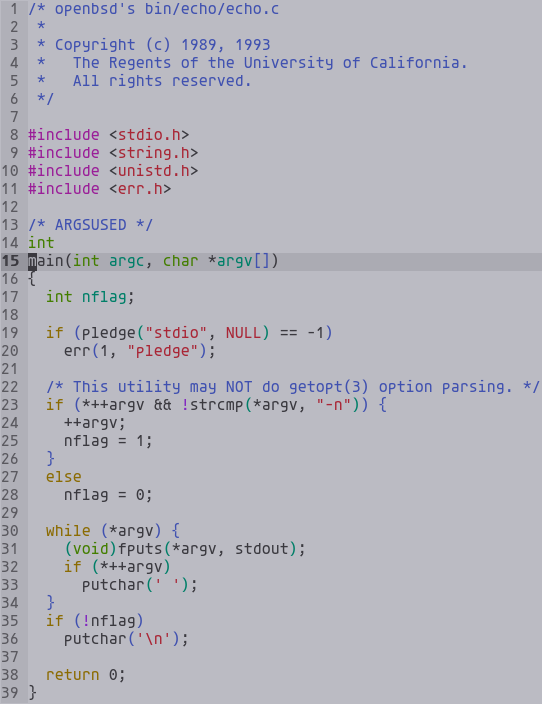 1 /* openbsd's bin/echo/echo.c
2  *
3  * Copyright (c) 1989, 1993
4  *   The Regents of the University of California.
5  *   All rights reserved.
6  */
7
8 #include <stdio.h>
9 #include <string.h>
10 #include <unistd.h>
11 #include <err.h>
12
13 /* ARGSUSED */
14 int
15 main(int argc, char *argv[])
16 {
17   int nflag;
18
19   if (pledge("stdio", NULL) == -1)
20     err(1, "pledge");
21
22   /* This utility may NOT do getopt(3) option parsing. */
23   if (*++argv && !strcmp(*argv, "-n")) {
24     ++argv;
25     nflag = 1;
26   }
27   else
28     nflag = 0;
29
30   while (*argv) {
31     (void)fputs(*argv, stdout);
32     if (*++argv)
33       putchar(' ');
34   }
35   if (!nflag)
36     putchar('\n');
37
38   return 0;
39 }